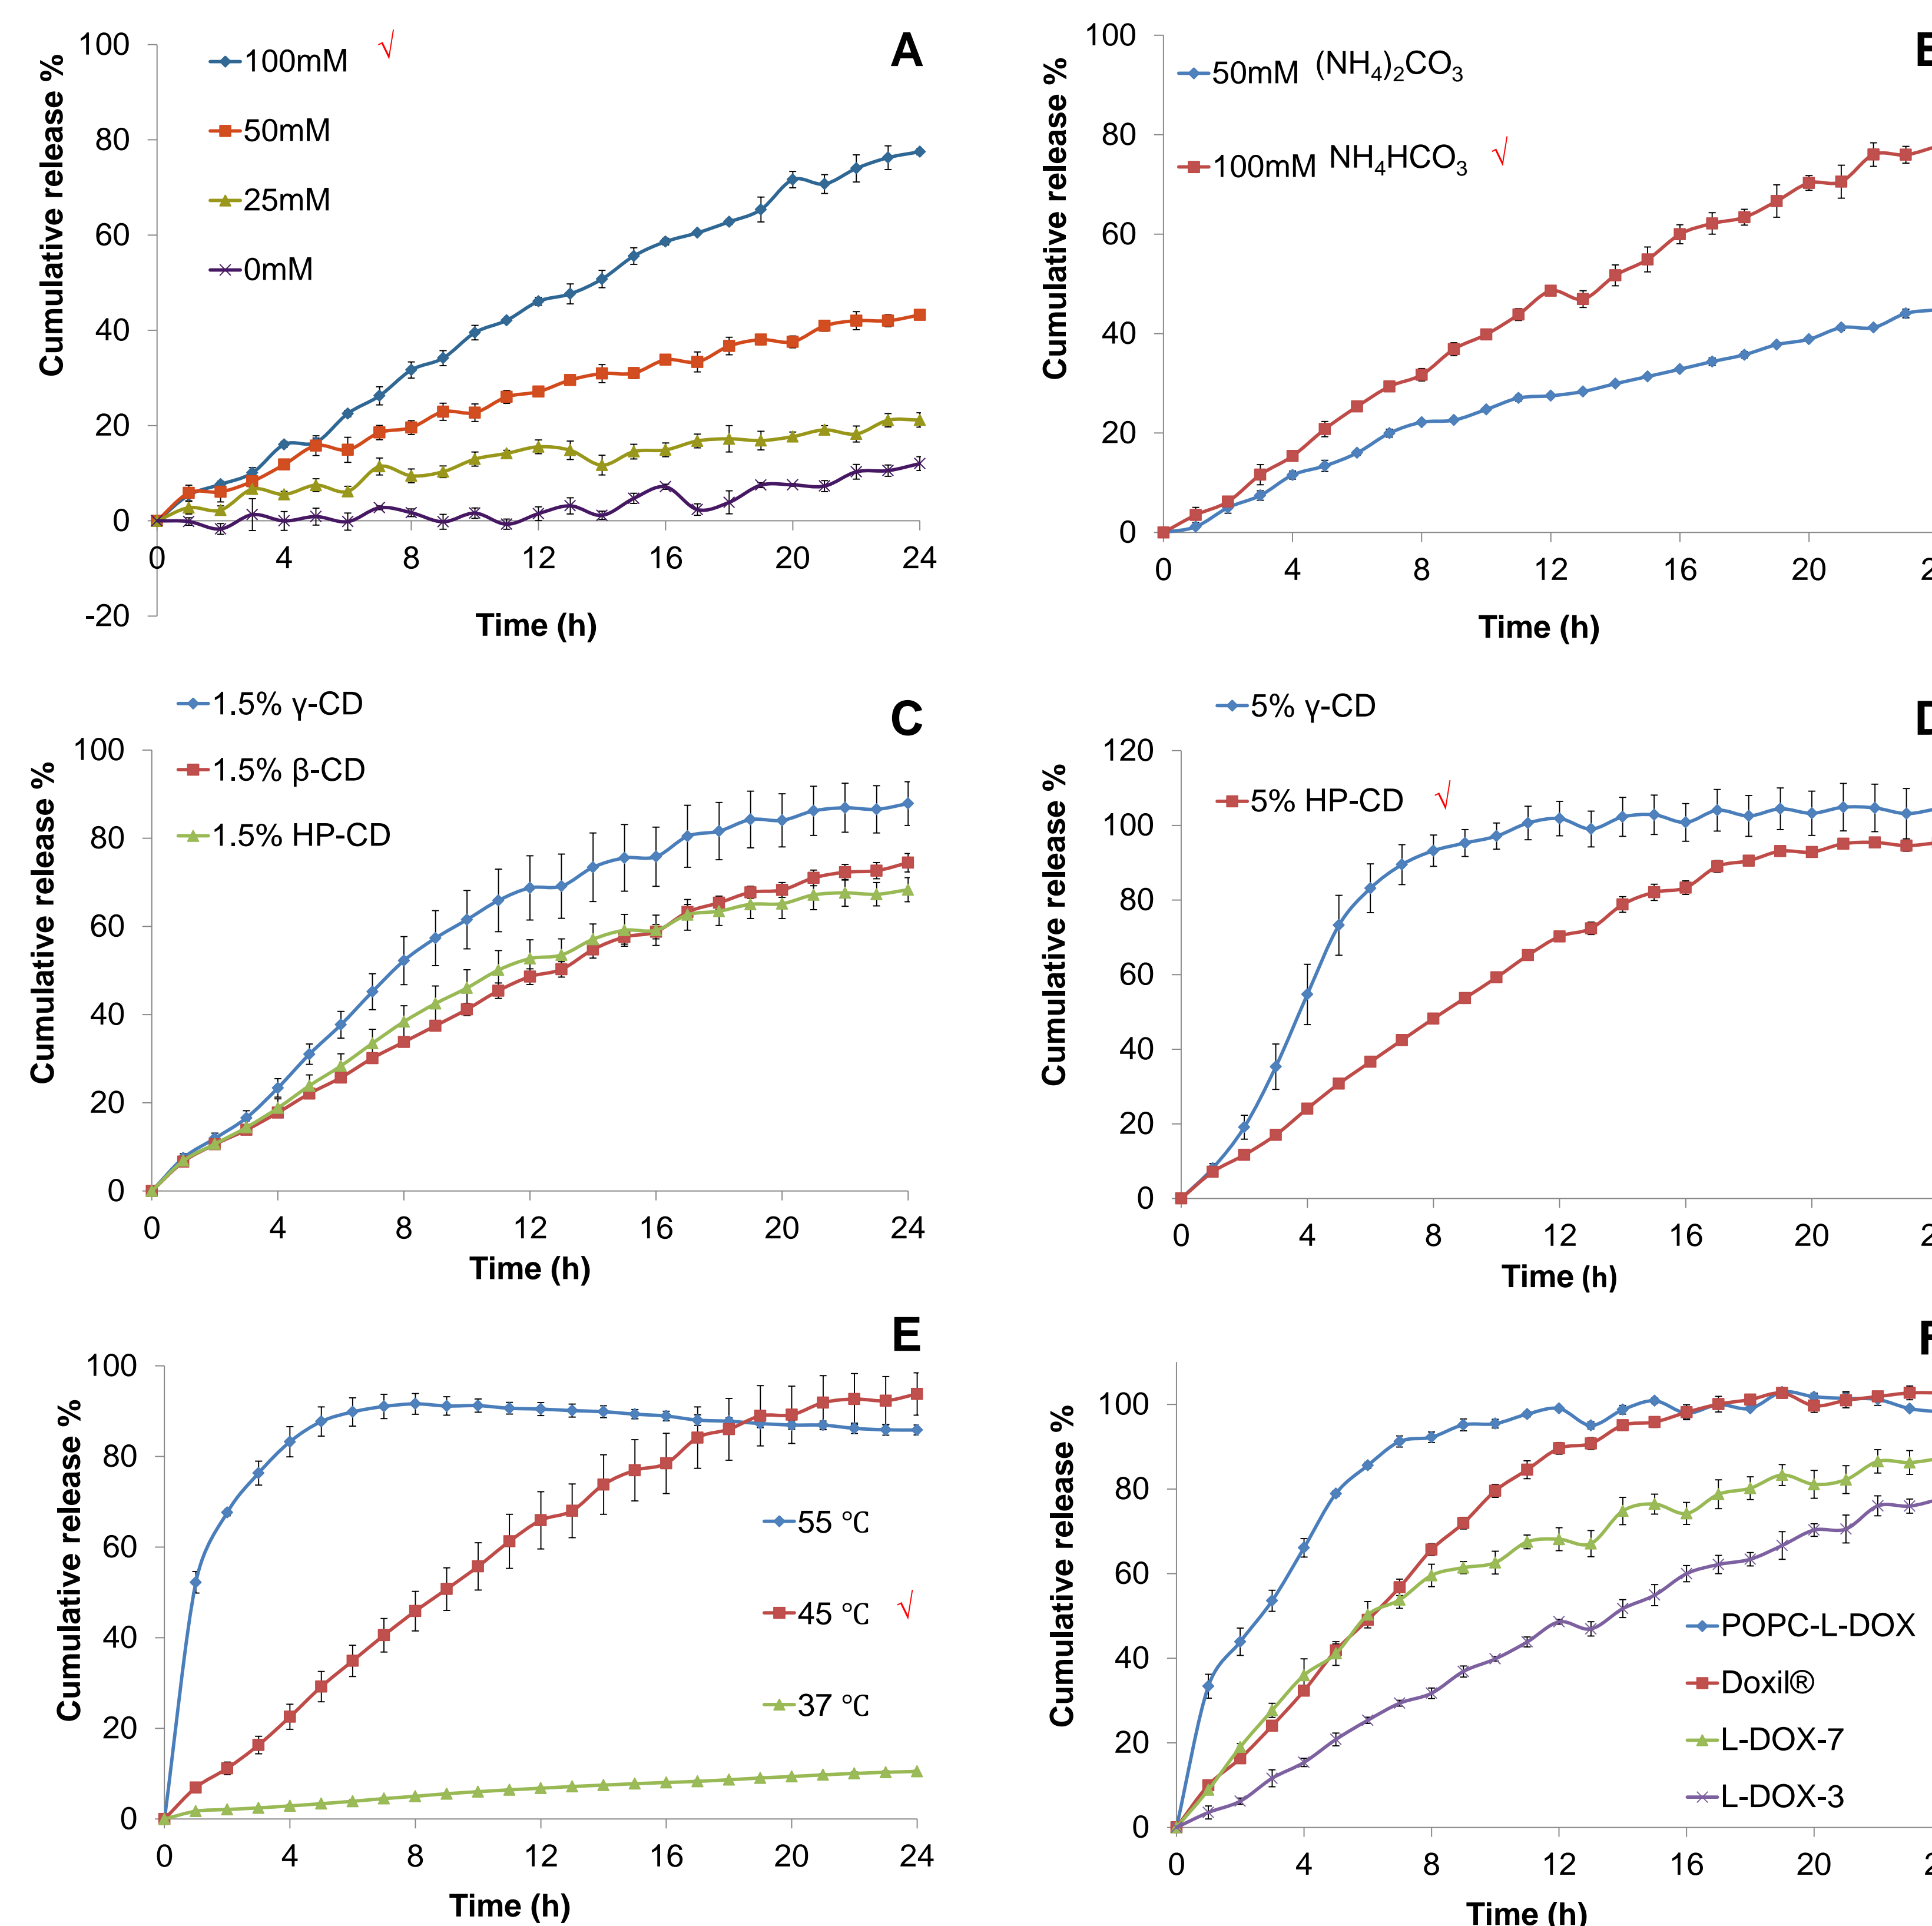 A
Cumulative release %
100
80
60
40
20
0
-20
100mM √
50mM
25mM
0mM
0 4 8 12 16 20 24
Time (h)
Cumulative release %
100
80
60
40
20
0
50mM (NH₄)₂CO₃
100mM NH₄HCO₃ √
0 4 8 12 16 20
Time (h)
C
1.5% γ-CD
1.5% β-CD
1.5% HP-CD
Cumulative release %
100
80
60
40
20
0
0 4 8 12 16 20 24
Time (h)
5% γ-CD
5% HP-CD √
Cumulative release %
120
100
80
60
40
20
0
0 4 8 12 16 20
Time (h)
E
Cumulative release %
100
80
60
40
20
0
55 °C
45 °C √
37 °C
0 4 8 12 16 20 24
Time (h)
F
Cumulative release %
100
80
60
40
20
0
POPC-L-DOX
Doxil®
L-DOX-7
L-DOX-3
0 4 8 12 16 20
Time (h)